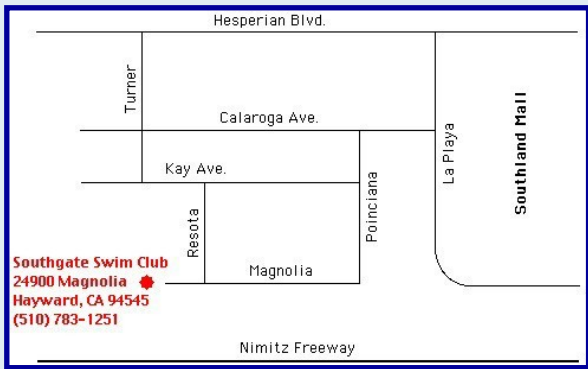 Hesperian Blvd.
Turner
Calaroga Ave.
La Playa
Southland Mall
Kay Ave.
Poinciana
Resota
Southgate Swim Club
24900 Magnolia
Hayward, CA 94545
(510) 783-1251
Magnolia
Nimitz Freeway